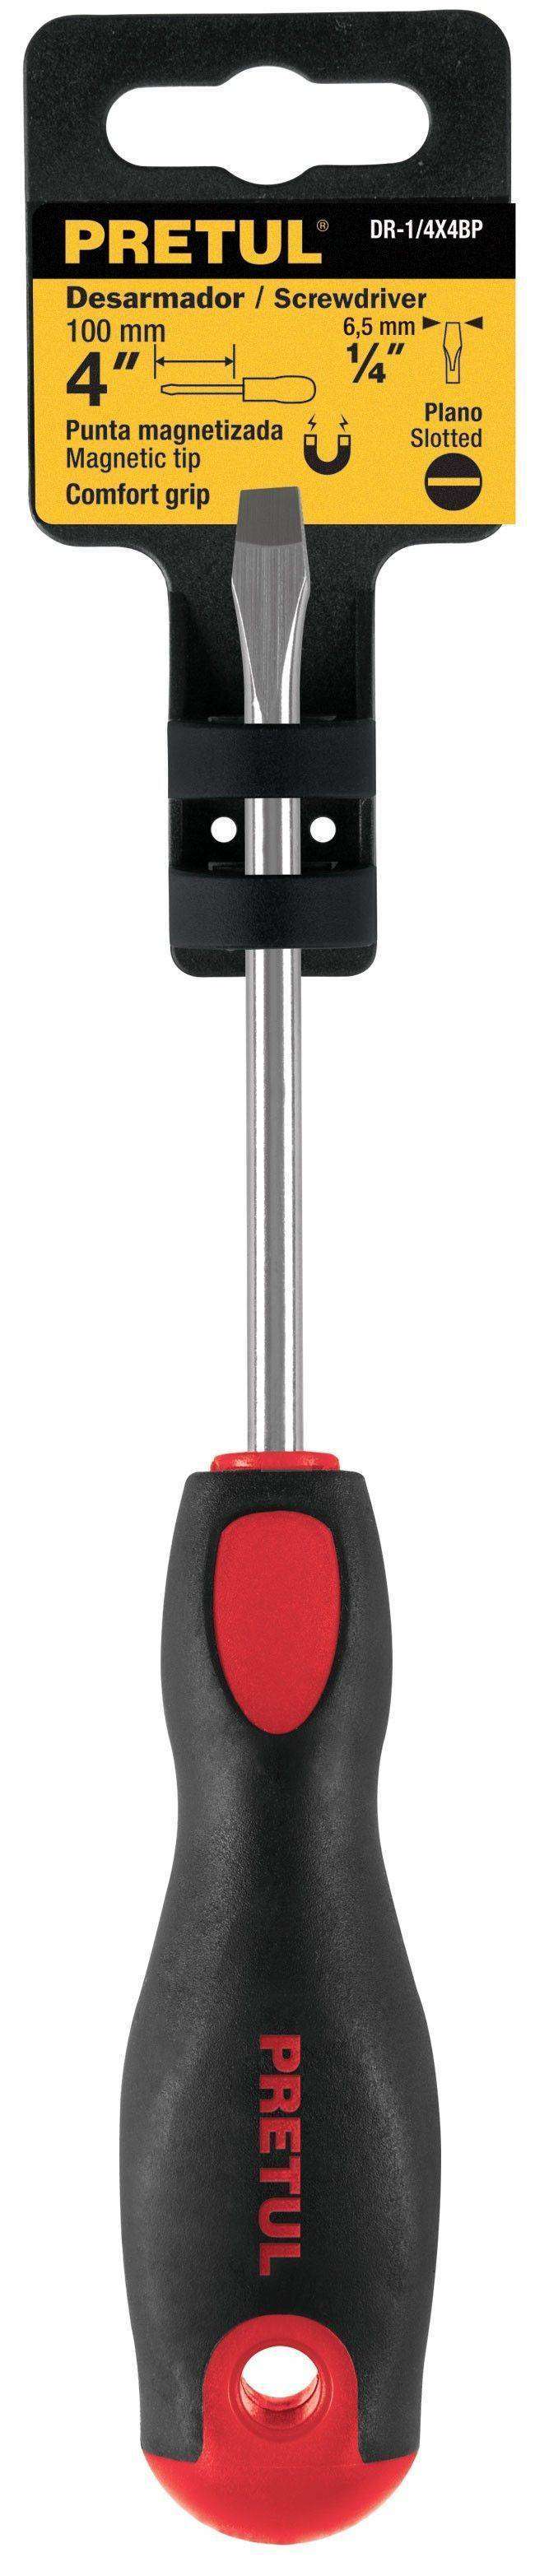 PRETUL® DR-1/4X4BP
Desarmador / Screwdriver
100 mm 6,5 mm
4" 1/4"
Plano
Punta magnetizada Slotted
Magnetic tip
Comfort grip
PRETUL